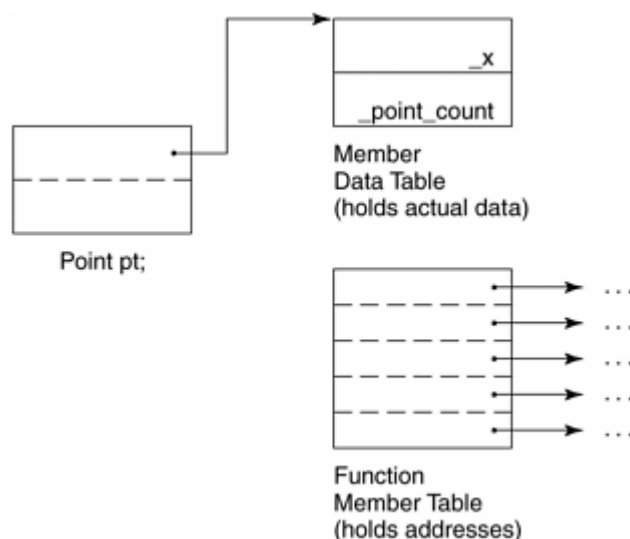 _x
_point_count
Member
Data Table
(holds actual data)
Point pt;
...
...
...
...
...
Function
Member Table
(holds addresses)